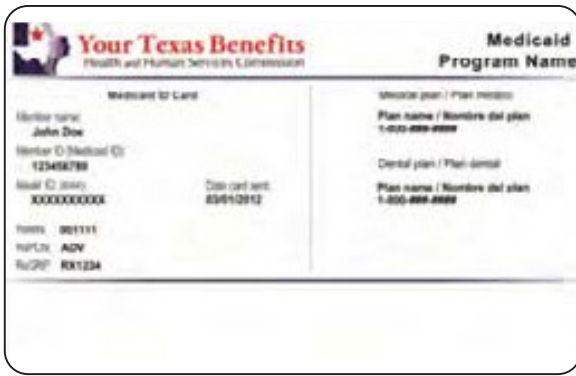 Your Texas Benefits
Health and Human Services Commission
Medicaid
Program Name
Medicaid ID Card
Member name:
John Doe
Member ID (Medicaid ID):
123456789
Issuer ID
XXXXXXXXXX
Date card sent:
03/01/2012
001111
ADV
RxGRP: RX1234
Medical plan / Plan médico
Plan name / Nombre del plan
1-800-###-####
Dental plan / Plan dental
Plan name / Nombre del plan
1-800-###-####